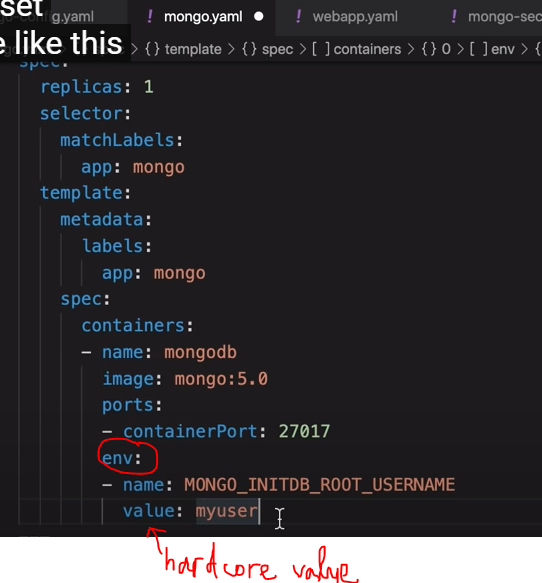 set
e like this
config.yaml
! mongo.yaml ●
! webapp.yaml
! mongo-sec
> {} template > {} spec > [ ] containers > {} 0 > [ ] env > {
spec:
replicas: 1
selector:
matchLabels:
app: mongo
template:
metadata:
labels:
app: mongo
spec:
containers:
- name: mongodb
image: mongo:5.0
ports:
- containerPort: 27017
env:
- name: MONGO_INITDB_ROOT_USERNAME
value: myuser
hardcore value